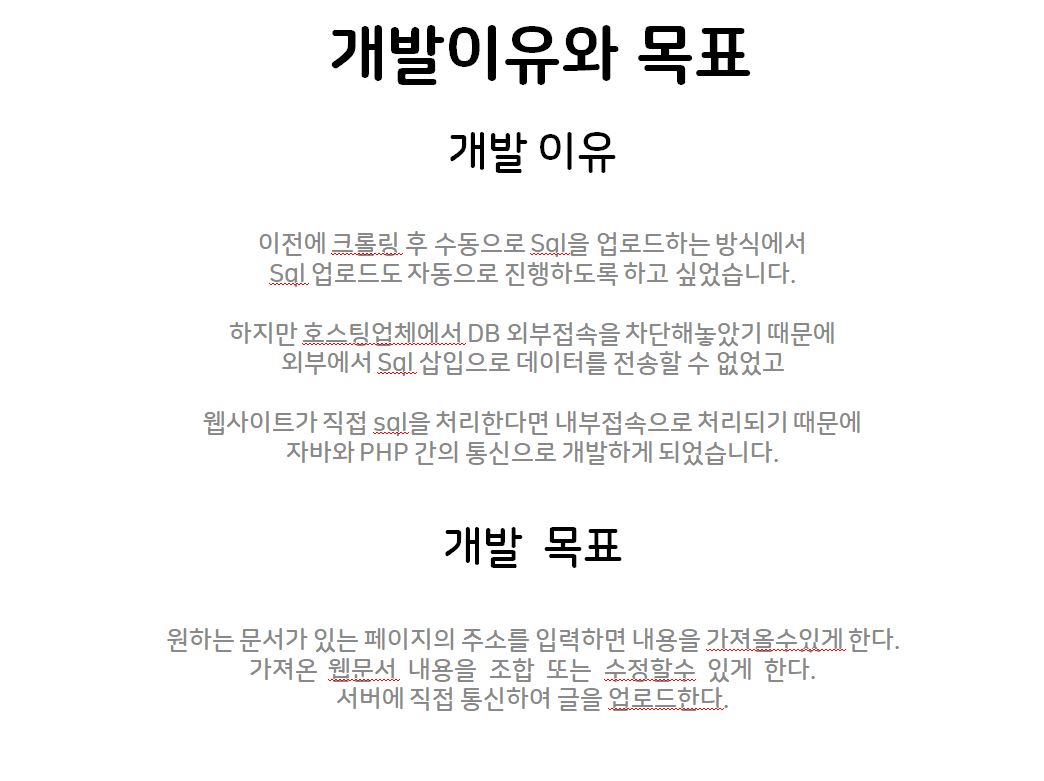 개발이유와 목표
개발 이유
이전에 크롤링 후 수동으로 Sql을 업로드하는 방식에서
Sql 업로드도 자동으로 진행하도록 하고 싶었습니다.
하지만 호스팅업체에서 DB 외부접속을 차단해놓았기 때문에
외부에서 Sql 삽입으로 데이터를 전송할 수 없었고
웹사이트가 직접 sql을 처리한다면 내부접속으로 처리되기 때문에
자바와 PHP 간의 통신으로 개발하게 되었습니다.
개발 목표
원하는 문서가 있는 페이지의 주소를 입력하면 내용을 가져올수있게 한다.
가져온 웹문서 내용을 조합 또는 수정할수 있게 한다.
서버에 직접 통신하여 글을 업로드한다.